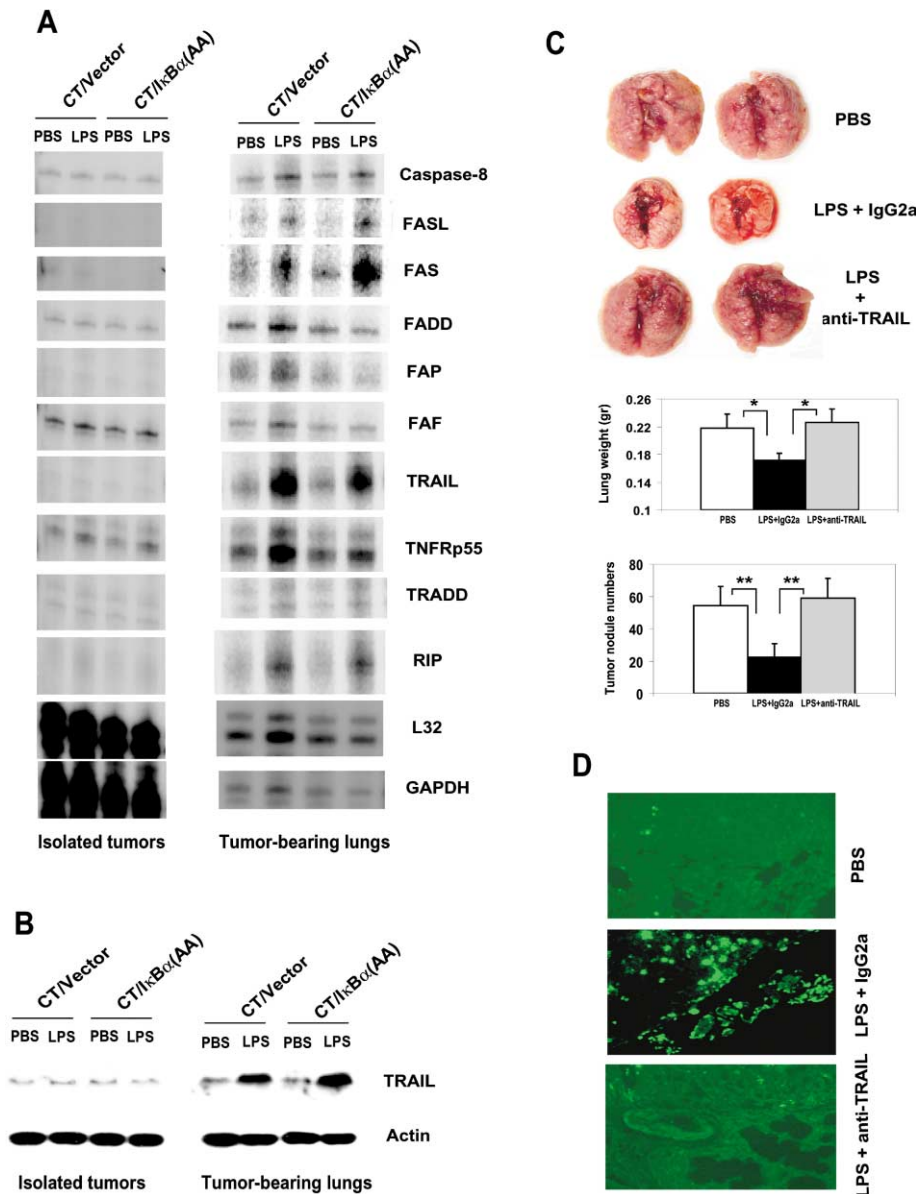 A
CT/Vector
CT/IκBα(AA)
CT/Vector
CT/IκBα(AA)
PBS LPS PBS LPS
PBS LPS PBS LPS
Caspase-8
FASL
FAS
FADD
FAP
FAF
TRAIL
TNFRp55
TRADD
RIP
L32
GAPDH
Isolated tumors
Tumor-bearing lungs
B
CT/Vector
CT/IκBα(AA)
CT/Vector
CT/IκBα(AA)
PBS LPS PBS LPS
PBS LPS PBS LPS
TRAIL
Actin
Isolated tumors
Tumor-bearing lungs
C
PBS
LPS + IgG2a
LPS
+
anti-TRAIL
Lung weight (gr)
0.26
0.22
0.18
0.14
0.1
* *
PBS LPS+IgG2a LPS+anti-TRAIL
Tumor nodule numbers
80
60
40
20
0
** **
PBS LPS+IgG2a LPS+anti-TRAIL
D
PBS
LPS + IgG2a
LPS + anti-TRAIL